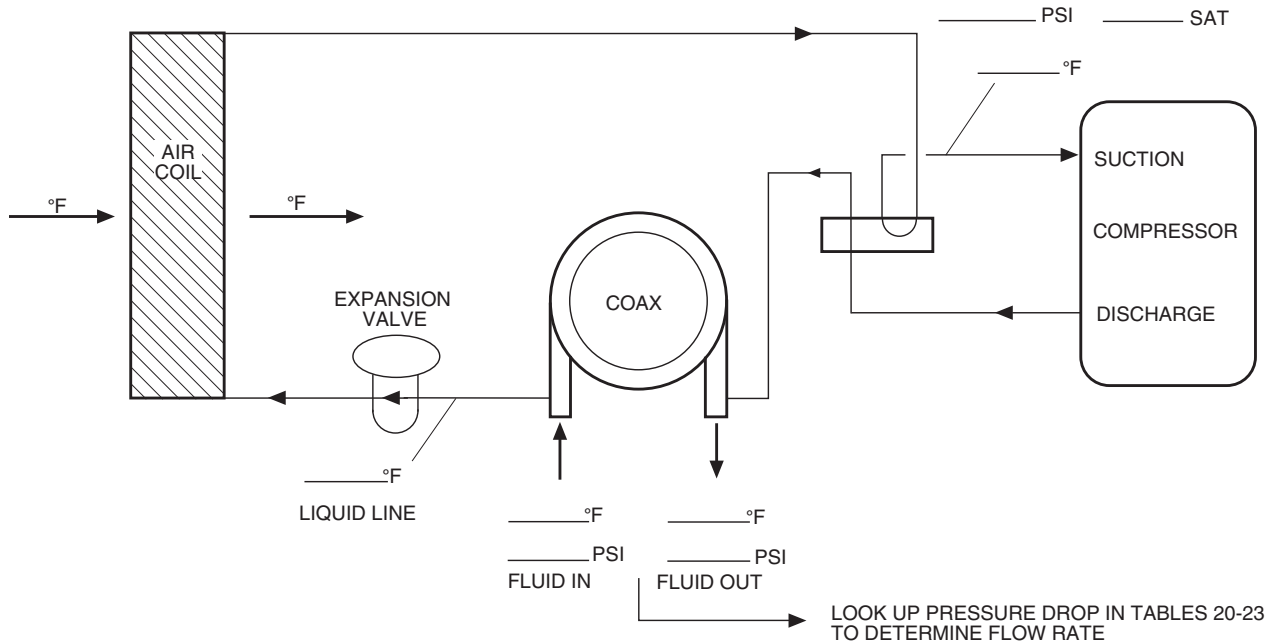 PSI SAT
°F
AIR
COIL
SUCTION
°F °F
COMPRESSOR
EXPANSION
VALVE
COAX
DISCHARGE
°F
LIQUID LINE
°F °F
PSI PSI
FLUID IN FLUID OUT
LOOK UP PRESSURE DROP IN TABLES 20-23
TO DETERMINE FLOW RATE